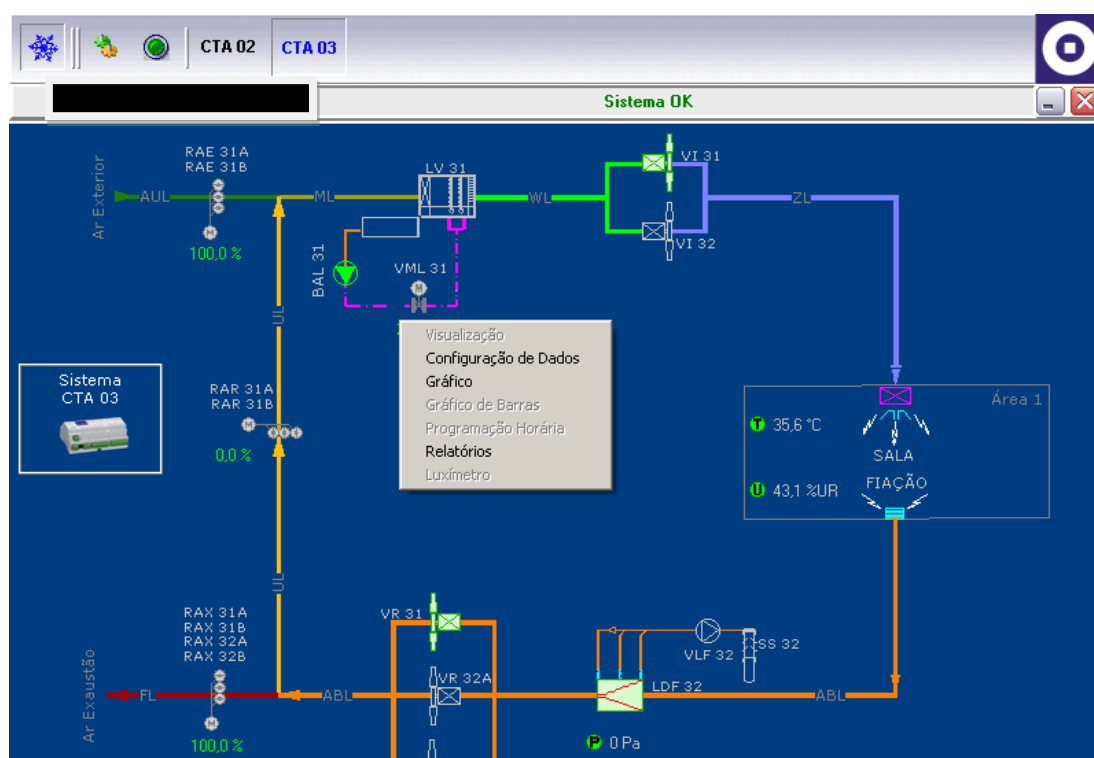 CTA 02
CTA 03
Sistema OK
Ar Exterior
RAE 31A
RAE 31B
AUL
100,0 %
ML
LV 31
WL
VI 31
VI 32
ZL
BAL 31
VML 31
UL
Visualização
Configuração de Dados
Gráfico
Gráfico de Barras
Programação Horária
Relatórios
Luxímetro
Sistema
CTA 03
RAR 31A
RAR 31B
0,0 %
Área 1
T
35,6 °C
SALA
FIAÇÃO
U
43,1 %UR
UL
RAX 31A
RAX 31B
RAX 32A
RAX 32B
Ar Exaustão
FL
100,0 %
ABL
VR 31
VR 32A
VLF 32
SS 32
LDF 32
ABL
P
0 Pa
M
M
M
M